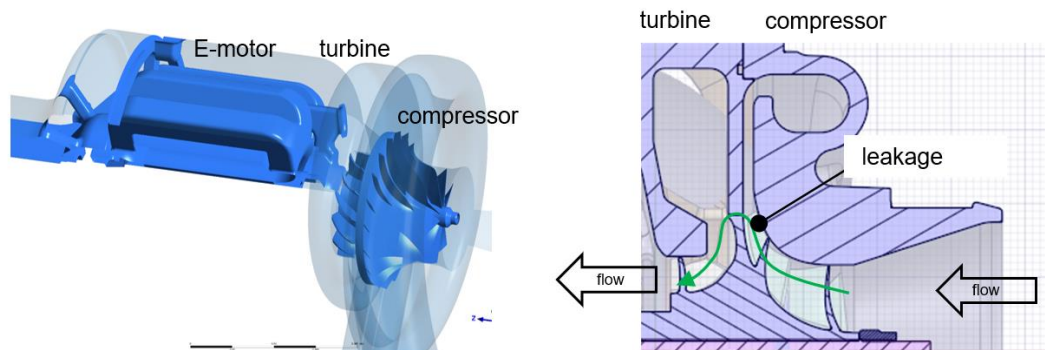 E-motor
turbine
compressor
z
turbine
compressor
leakage
flow
flow